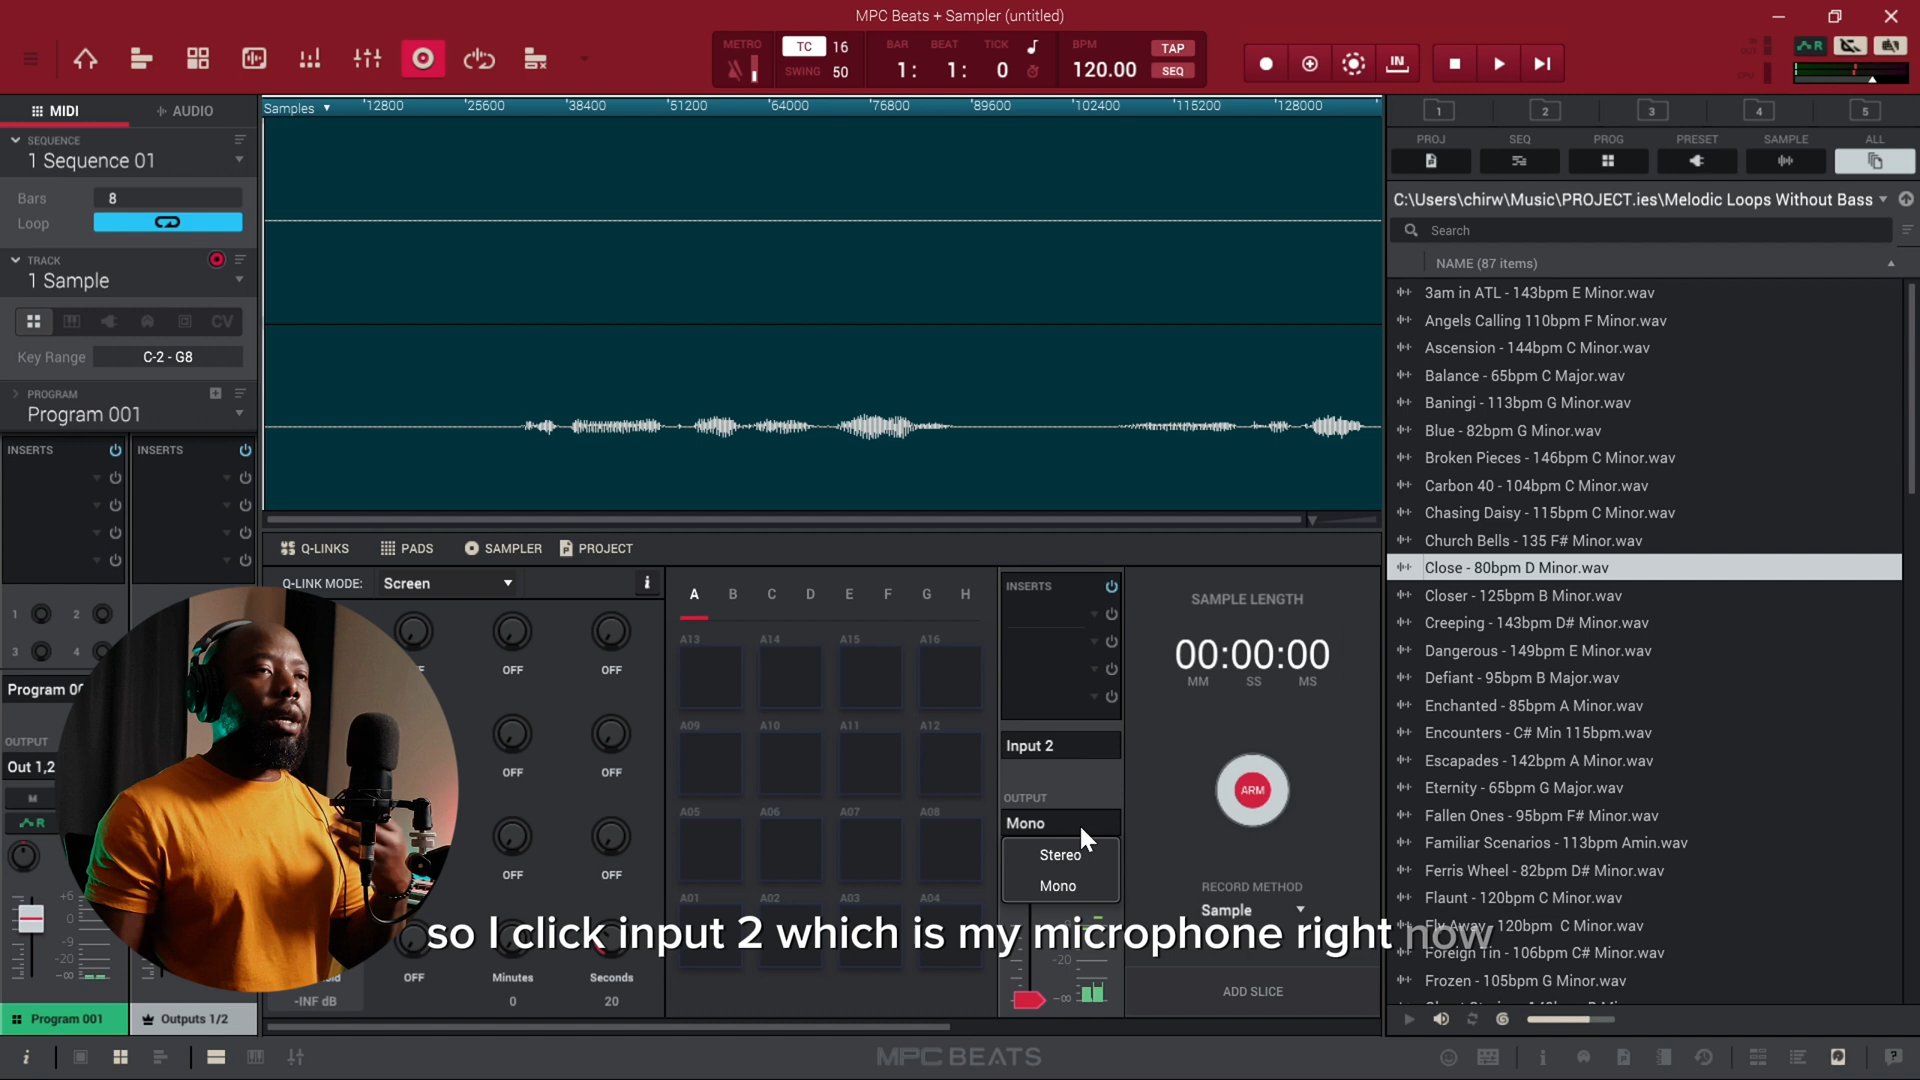 MPC Beats + Sampler (untitled)
METRO
TC 16
SWING 50
BAR BEAT TICK
1: 1: 0
BPM
120.00
TAP
SEQ
IN
R
MIDI
AUDIO
SEQUENCE
1 Sequence 01
Bars 8
Loop
TRACK
1 Sample
CV
Key Range C-2 - G8
PROGRAM
Program 001
INSERTS
INSERTS
1 2
3 4
OUTPUT
Out 1,2
M
R
+6
0
-9
-20
-∞
Program 001
Outputs 1/2
Samples
12800
25600
38400
51200
64000
76800
89600
102400
115200
128000
Q-LINKS
PADS
SAMPLER
PROJECT
Q-LINK MODE: Screen
OFF OFF
OFF OFF
OFF OFF
OFF Minutes Seconds
-INF dB 0 20
A B C D E F G H
A13 A14 A15 A16
A09 A10 A11 A12
A05 A06 A07 A08
A01 A02 A03 A04
INSERTS
Input 2
OUTPUT
Mono
Stereo
Mono
-20
-∞
SAMPLE LENGTH
00:00:00
MM SS MS
ARM
RECORD METHOD
Sample
ADD SLICE
so I click input 2 which is my microphone right now
1 2 3 4 5
PROJ SEQ PROG PRESET SAMPLE ALL
C:\Users\chirw\Music\PROJECT.ies\Melodic Loops Without Bass
Search
NAME (87 items)
3am in ATL - 143bpm E Minor.wav
Angels Calling 110bpm F Minor.wav
Ascension - 144bpm C Minor.wav
Balance - 65bpm C Major.wav
Baningi - 113bpm G Minor.wav
Blue - 82bpm G Minor.wav
Broken Pieces - 146bpm C Minor.wav
Carbon 40 - 104bpm C Minor.wav
Chasing Daisy - 115bpm C Minor.wav
Church Bells - 135 F# Minor.wav
Close - 80bpm D Minor.wav
Closer - 125bpm B Minor.wav
Creeping - 143bpm D# Minor.wav
Dangerous - 149bpm E Minor.wav
Defiant - 95bpm B Major.wav
Enchanted - 85bpm A Minor.wav
Encounters - C# Min 115bpm.wav
Escapades - 142bpm A Minor.wav
Eternity - 65bpm G Major.wav
Fallen Ones - 95bpm F# Minor.wav
Familiar Scenarios - 113bpm Amin.wav
Ferris Wheel - 82bpm D# Minor.wav
Flaunt - 120bpm C Minor.wav
Fly Away - 120bpm C Minor.wav
Foreign Tin - 106bpm C# Minor.wav
Frozen - 105bpm G Minor.wav
MPC BEATS